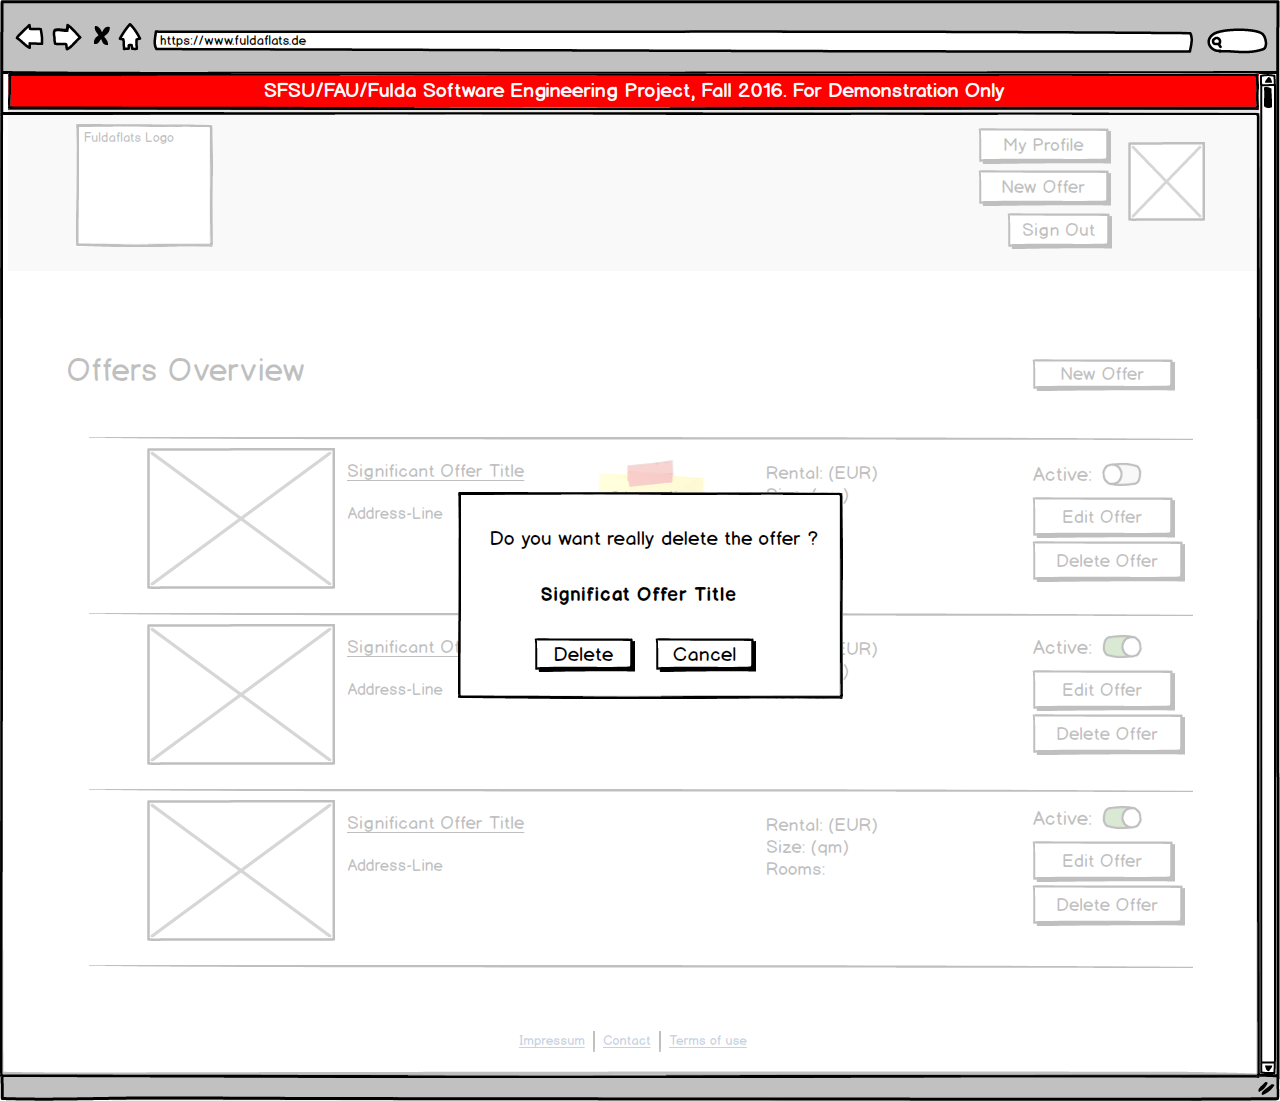 https://www.fuldaflats.de
SFSU/FAU/Fulda Software Engineering Project, Fall 2016. For Demonstration Only
Fuldaflats Logo
My Profile
New Offer
Sign Out
Offers Overview
New Offer
Significant Offer Title
Address-Line
Rental: (EUR)
Active:
Edit Offer
Delete Offer
Do you want really delete the offer ?
Significat Offer Title
Delete
Cancel
Significant
Address-Line
EUR)
Active:
Edit Offer
Delete Offer
Significant Offer Title
Address-Line
Rental: (EUR)
Size: (qm)
Rooms:
Active:
Edit Offer
Delete Offer
Impressum
Contact
Terms of use